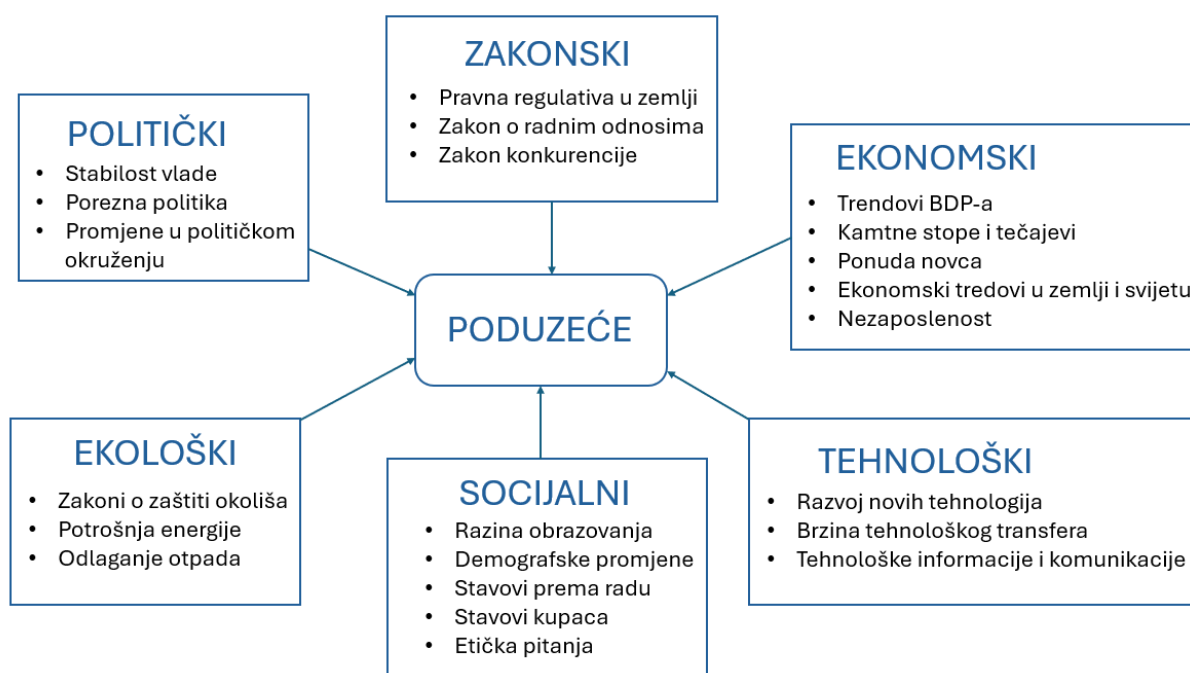 ZAKONSKI
• Pravna regulativa u zemlji
• Zakon o radnim odnosima
• Zakon konkurencije
POLITIČKI
• Stabilost vlade
• Porezna politika
• Promjene u političkom
okruženju
EKONOMSKI
• Trendovi BDP-a
• Kamtne stope i tečajevi
• Ponuda novca
• Ekonomski tredovi u zemlji i svijetu
• Nezaposlenost
PODUZEĆE
EKOLOŠKI
• Zakoni o zaštiti okoliša
• Potrošnja energije
• Odlaganje otpada
SOCIJALNI
• Razina obrazovanja
• Demografske promjene
• Stavovi prema radu
• Stavovi kupaca
• Etička pitanja
TEHNOLOŠKI
• Razvoj novih tehnologija
• Brzina tehnološkog transfera
• Tehnološke informacije i komunikacije